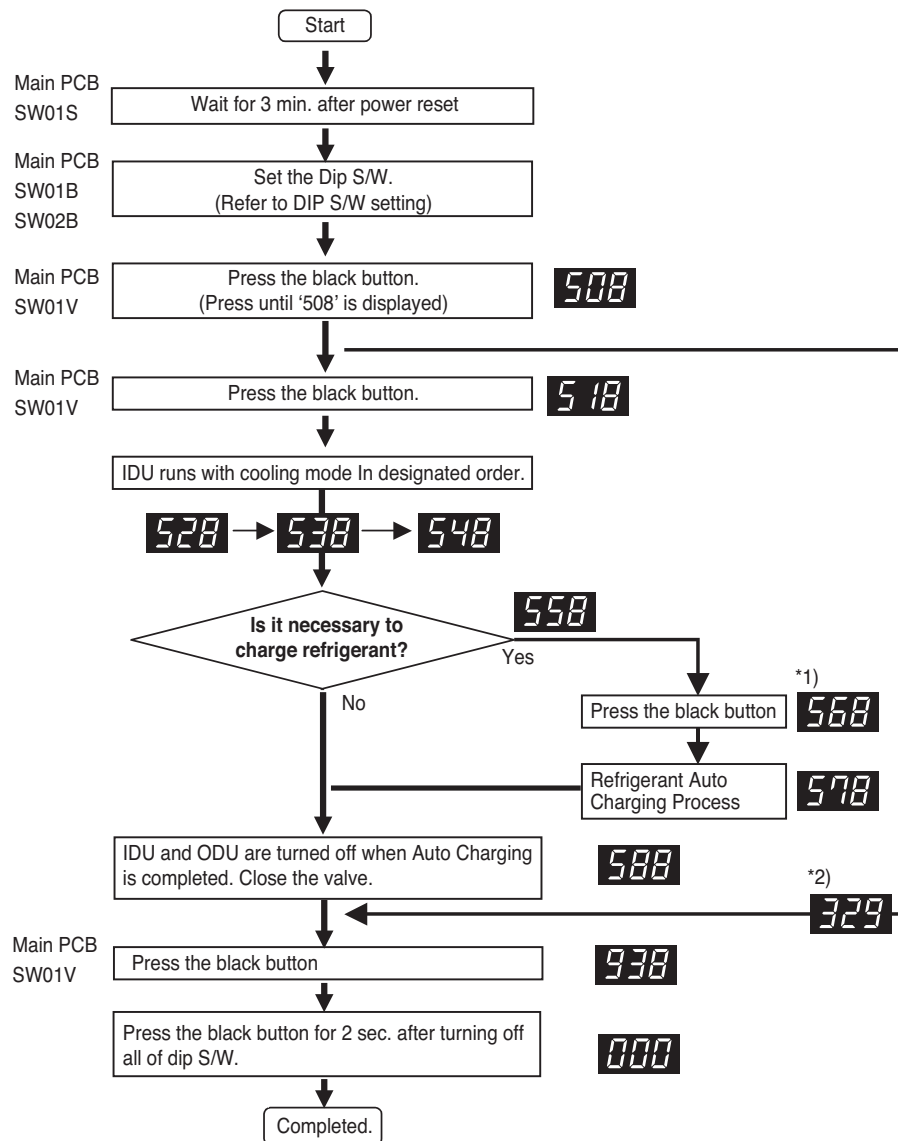 Start
Main PCB
SW01S
Wait for 3 min. after power reset
Main PCB
SW01B
SW02B
Set the Dip S/W.
(Refer to DIP S/W setting)
Main PCB
SW01V
Press the black button.
(Press until ‘508’ is displayed)
508
Main PCB
SW01V
Press the black button.
518
IDU runs with cooling mode In designated order.
528 538 548
Is it necessary to
charge refrigerant?
558
Yes
No
*1)
Press the black button
568
Refrigerant Auto
Charging Process
578
IDU and ODU are turned off when Auto Charging
is completed. Close the valve.
588
*2)
329
Main PCB
SW01V
Press the black button
938
Press the black button for 2 sec. after turning off
all of dip S/W.
000
Completed.